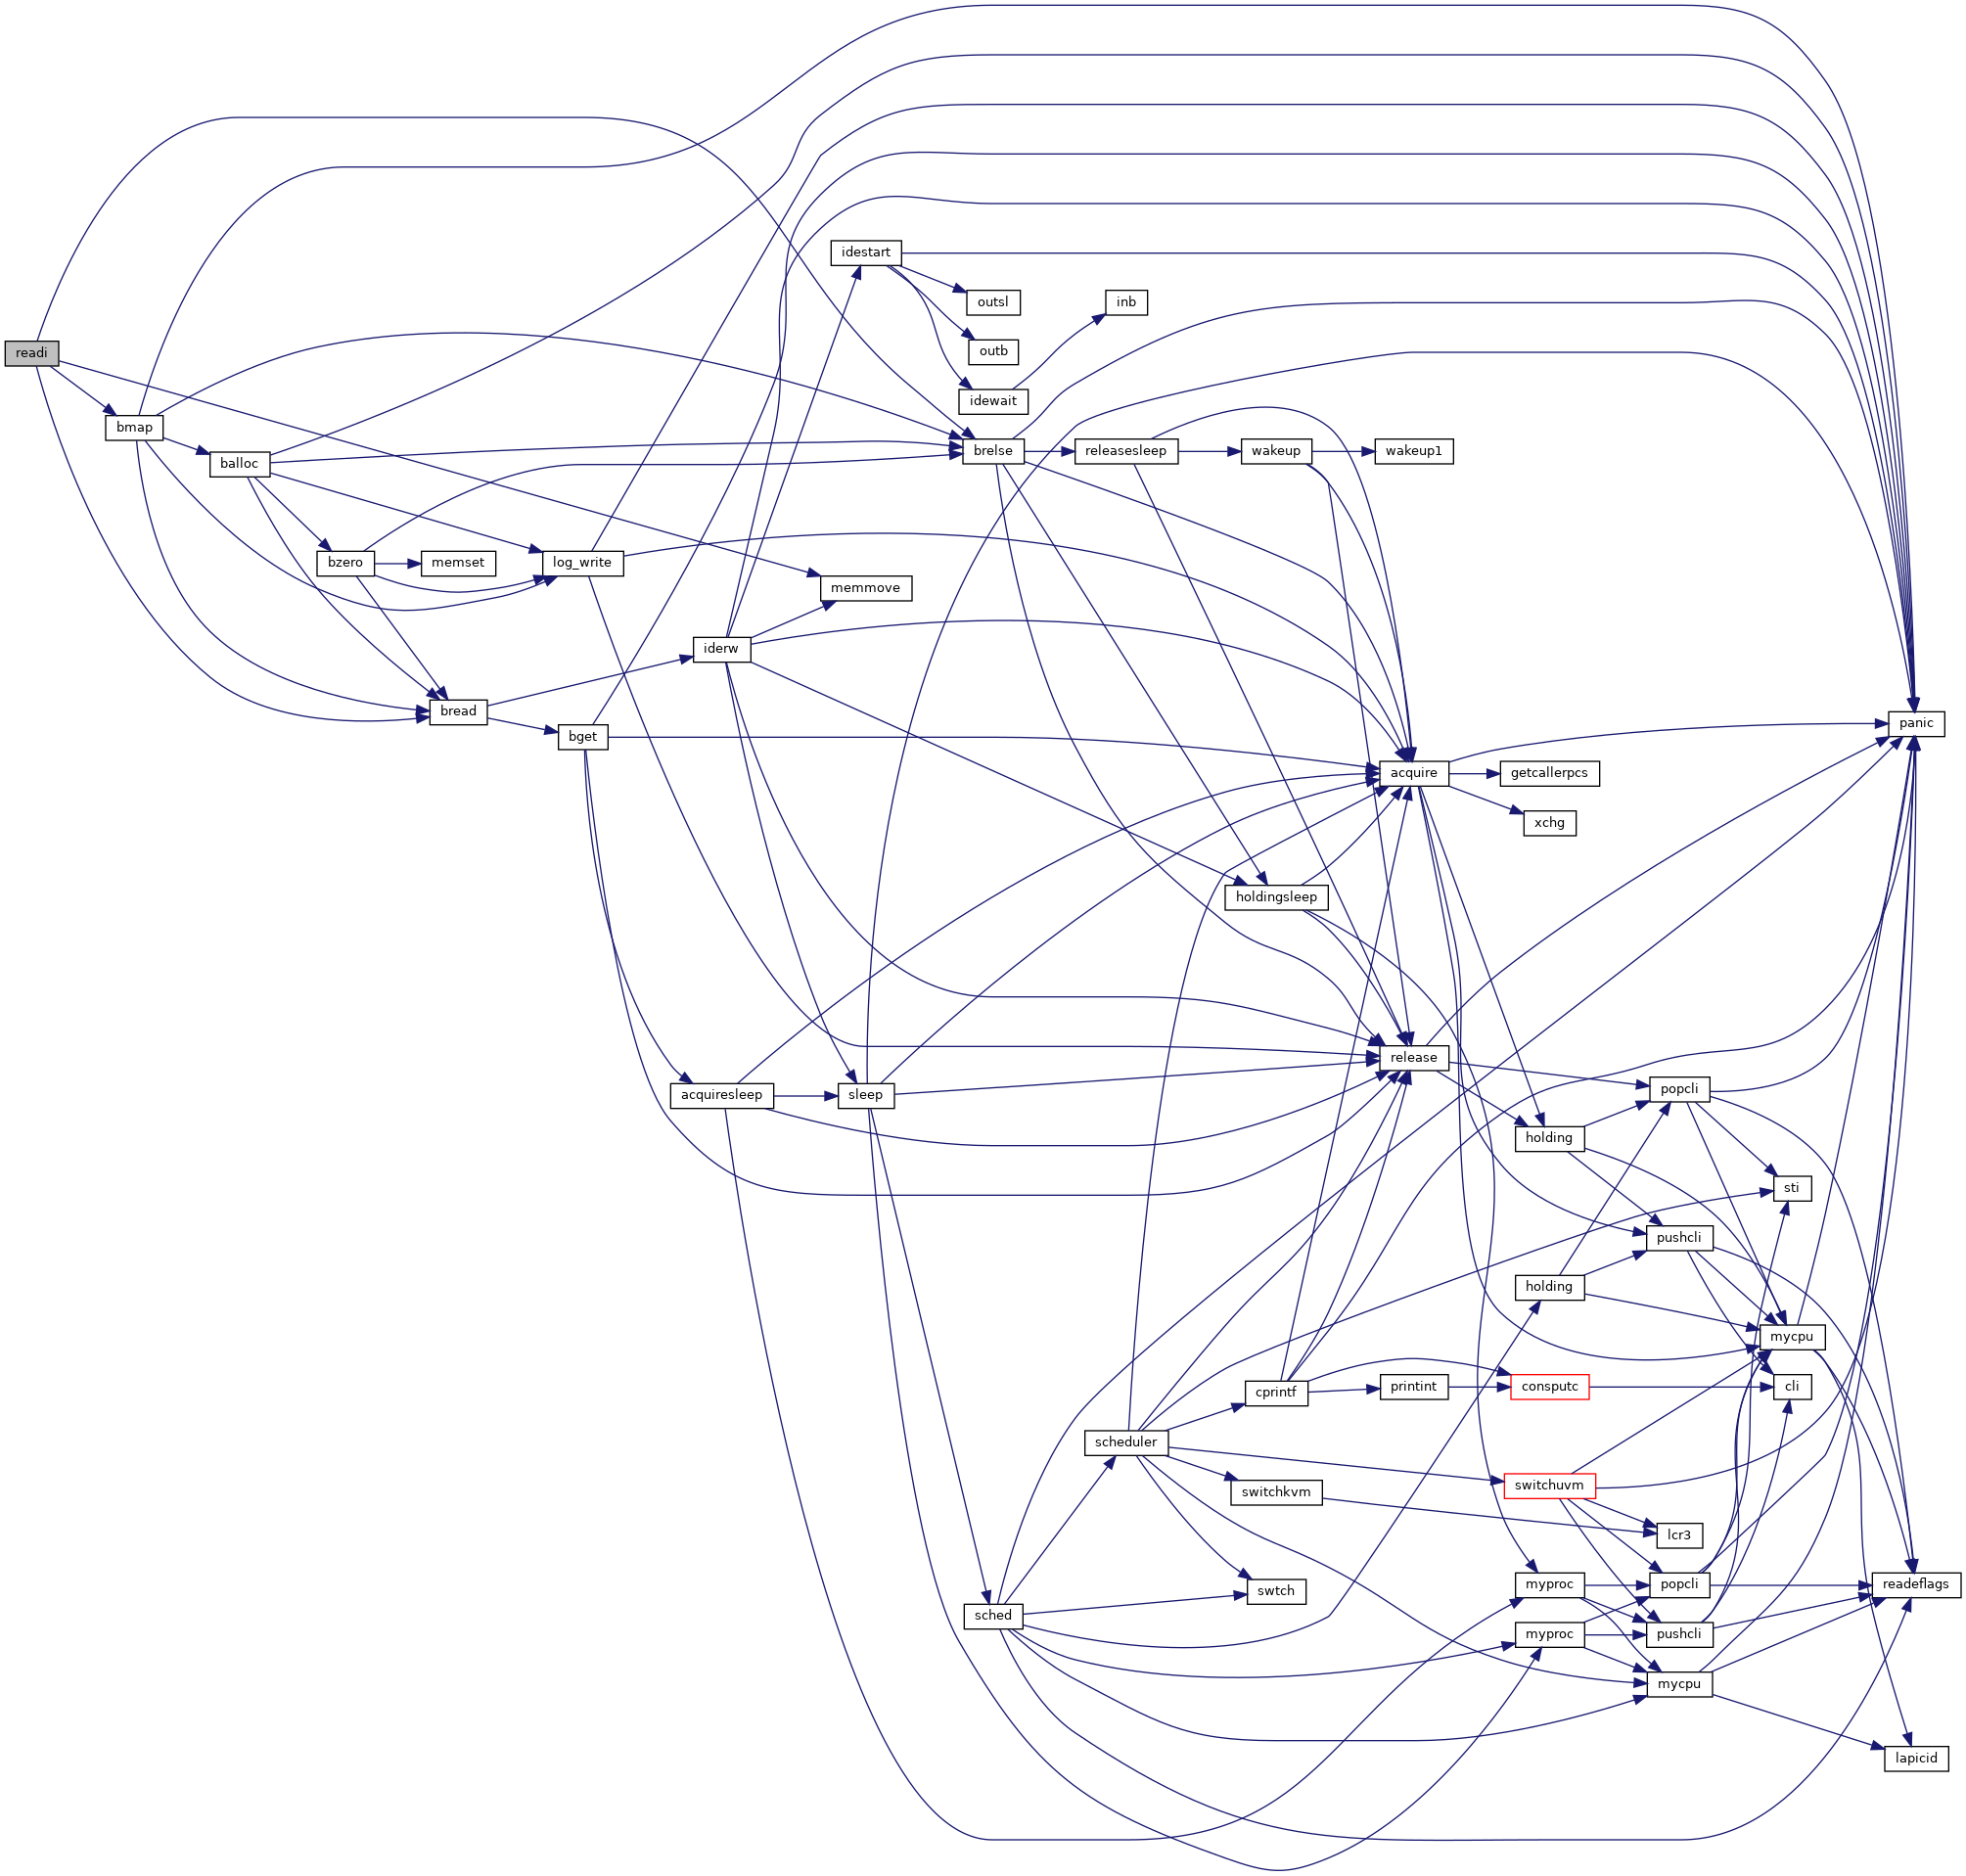 readi
bmap
balloc
bzero
memset
log_write
memmove
bread
iderw
bget
idestart
outsl
outb
inb
idewait
brelse
releasesleep
wakeup
wakeup1
panic
acquire
getcallerpcs
xchg
holdingsleep
release
acquiresleep
sleep
popcli
holding
sti
pushcli
holding
mycpu
cprintf
printint
consputc
cli
scheduler
switchuvm
switchkvm
lcr3
swtch
myproc
popcli
readeflags
sched
myproc
pushcli
mycpu
lapicid